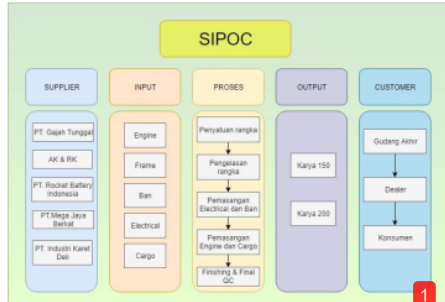 SIPOC
SUPPLIER
PT. Gajah Tunggal
AK & RK
PT. Rocket Battery
Indonesia
PT.Mega Jaya
Berkat
PT. Industri Karet
Deli
INPUT
Engine
Frame
Ban
Electrical
Cargo
PROSES
Penyatuan rangka
Pengelasan
rangka
Pemasangan
Electrical dan Ban
Pemasangan
Engine dan Cargo
Finishing & Final
QC
OUTPUT
Karya 150
Karya 200
CUSTOMER
Gudang Akhir
Dealer
Konsumen
1